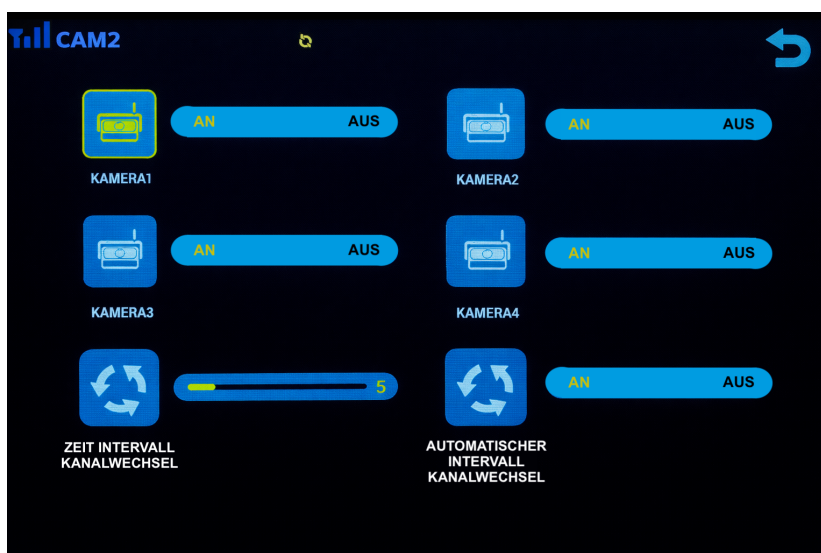 CAM2
AN AUS
AN AUS
KAMERA1
KAMERA2
AN AUS
AN AUS
KAMERA3
KAMERA4
5
AN AUS
ZEIT INTERVALL
KANALWECHSEL
AUTOMATISCHER
INTERVALL
KANALWECHSEL